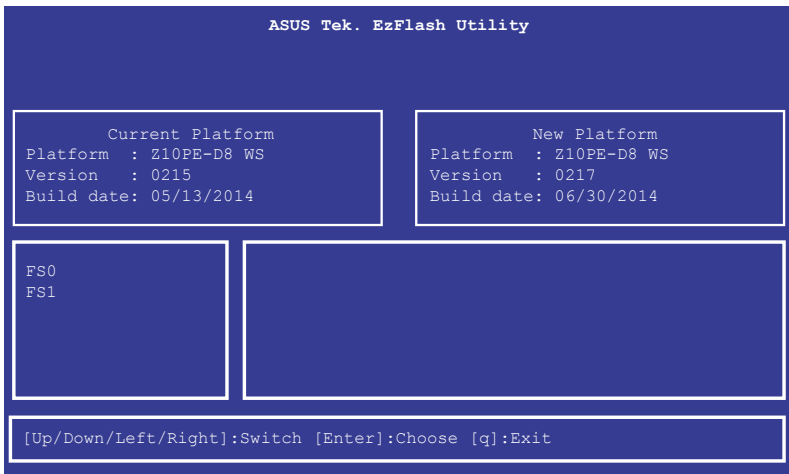 ASUS Tek. EzFlash Utility
Current Platform
Platform : Z10PE-D8 WS
Version : 0215
Build date: 05/13/2014
New Platform
Platform : Z10PE-D8 WS
Version : 0217
Build date: 06/30/2014
FS0
FS1
[Up/Down/Left/Right]:Switch [Enter]:Choose [q]:Exit